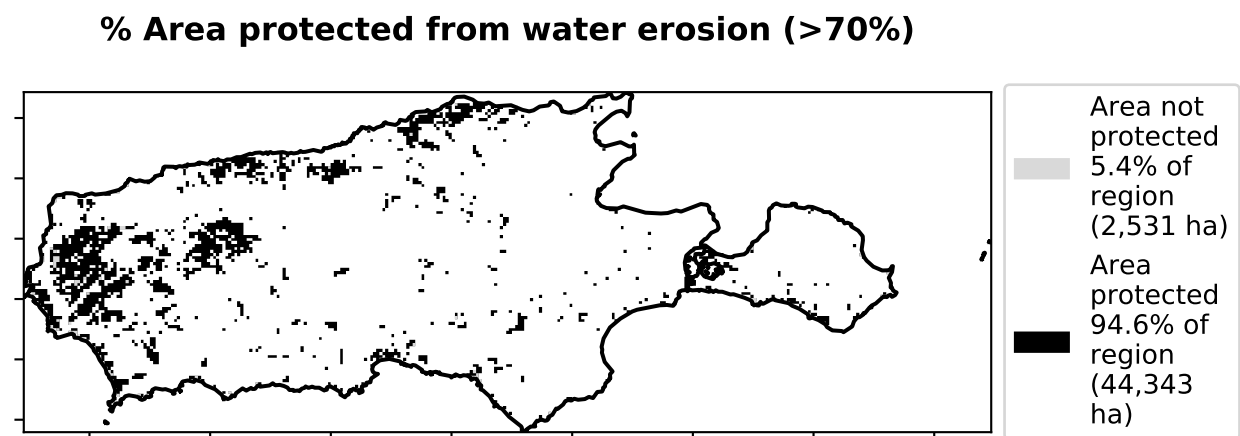 % Area protected from water erosion (>70%)
Area not
protected
5.4% of
region
(2,531 ha)
Area
protected
94.6% of
region
(44,343
ha)